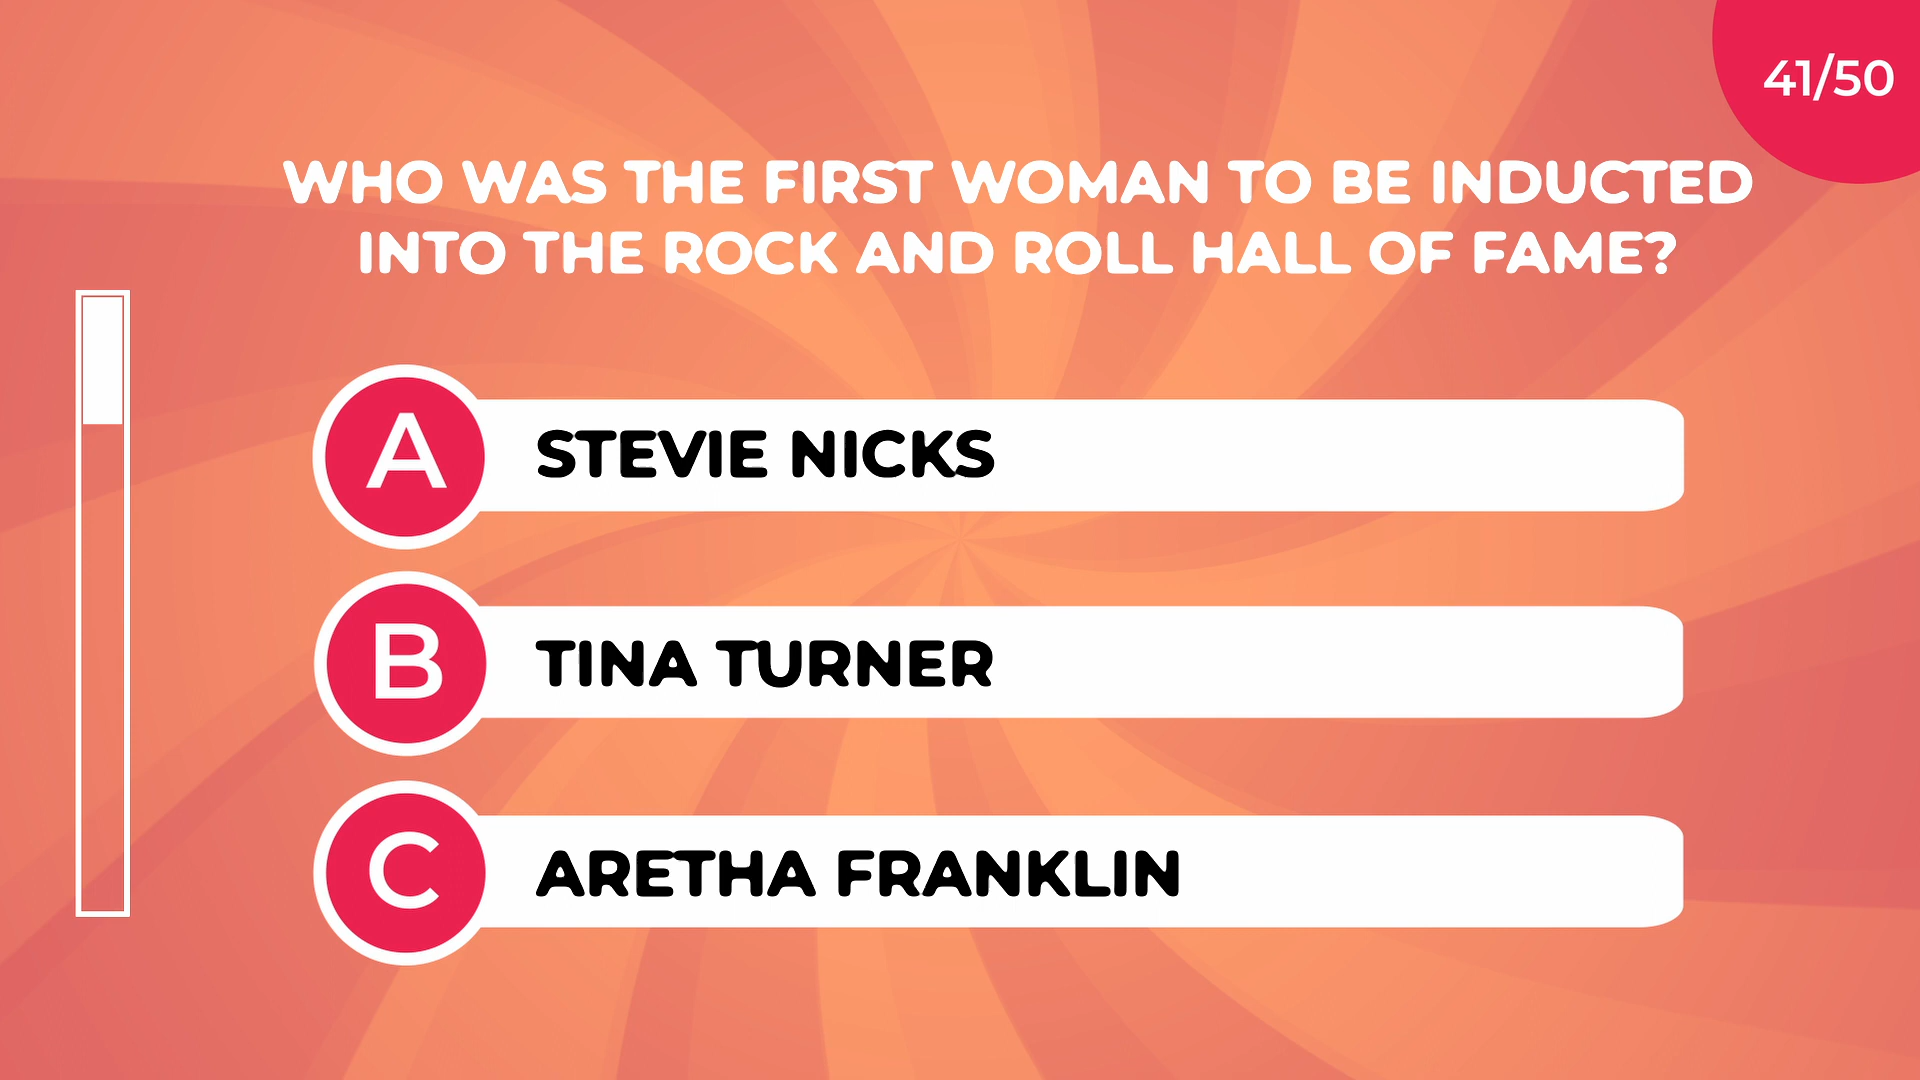 41/50
WHO WAS THE FIRST WOMAN TO BE INDUCTED
INTO THE ROCK AND ROLL HALL OF FAME?
A STEVIE NICKS
B TINA TURNER
C ARETHA FRANKLIN